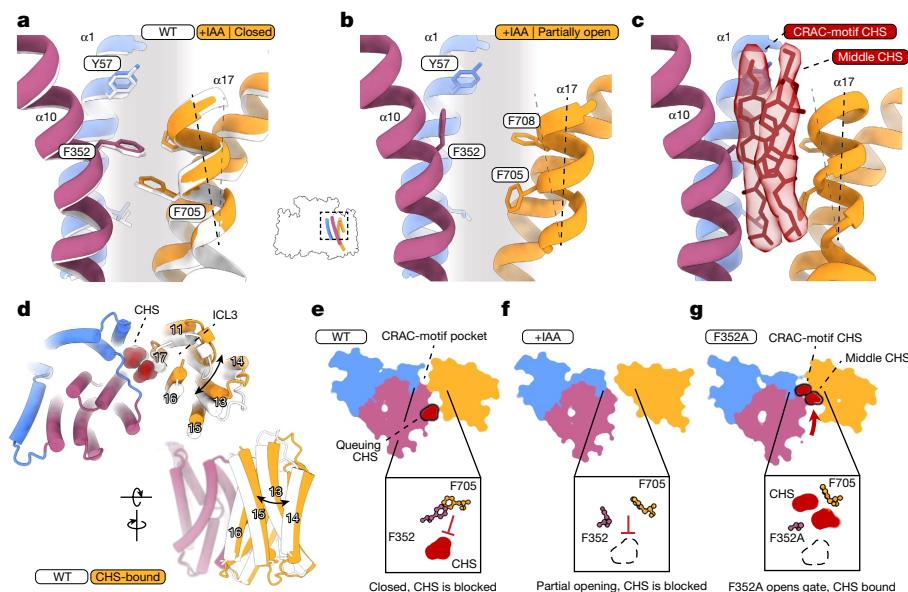 a
WT
+IAA | Closed
α1
Y57
α17
α10
F352
F705
b
+IAA | Partially open
α1
Y57
α17
α10
F708
F352
F705
c
CRAC-motif CHS
α1
Middle CHS
α17
α10
d
CHS
ICL3
11
17
14
16
13
15
13
15
14
16
WT
CHS-bound
e
WT
CRAC-motif pocket
Queuing
CHS
F705
F352
CHS
Closed, CHS is blocked
f
+IAA
F705
F352
Partial opening, CHS is blocked
g
F352A
CRAC-motif CHS
Middle CHS
F705
CHS
F352A
F352A opens gate, CHS bound